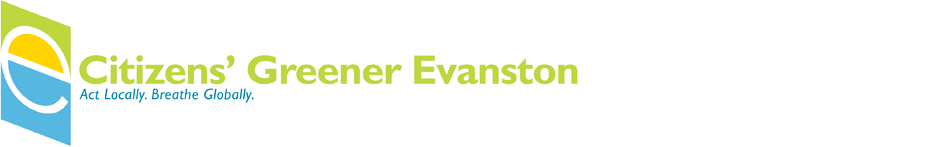 Citizens’ Greener Evanston
Act Locally. Breathe Globally.